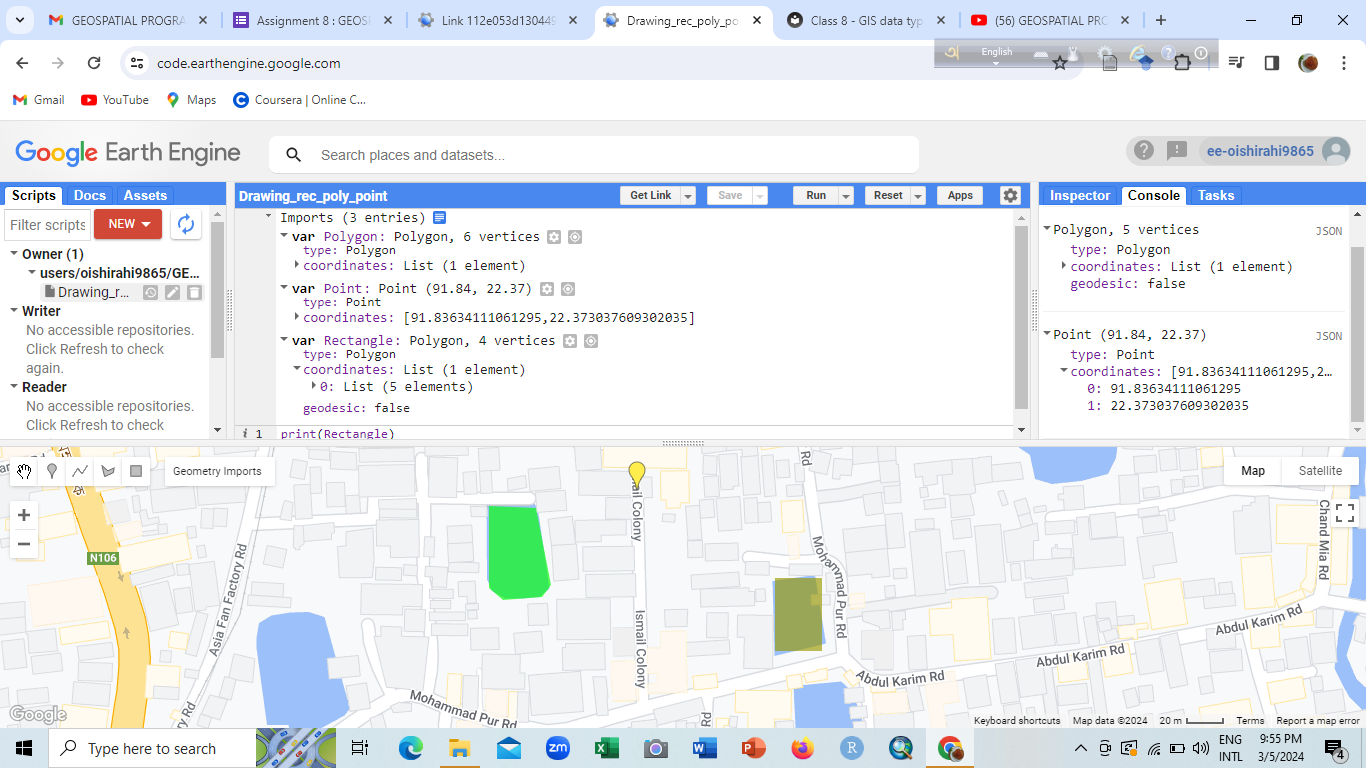 GEOSPATIAL PROGRA
Assignment 8 : GEOSP
Link 112e053d130449
Drawing_rec_poly_po
Class 8 - GIS data typ
(56) GEOSPATIAL PRO
code.earthengine.google.com
English
Gmail
YouTube
Maps
Coursera | Online C...
Google Earth Engine
Search places and datasets...
ee-oishirahi9865
Scripts Docs Assets
Filter scripts
NEW
Owner (1)
users/oishirahi9865/GE...
Drawing_r...
Writer
No accessible repositories.
Click Refresh to check
again.
Reader
No accessible repositories.
Click Refresh to check
Drawing_rec_poly_point
Get Link Save Run Reset Apps
Imports (3 entries)
var Polygon: Polygon, 6 vertices
type: Polygon
coordinates: List (1 element)
var Point: Point (91.84, 22.37)
type: Point
coordinates: [91.83634111061295,22.373037609302035]
var Rectangle: Polygon, 4 vertices
type: Polygon
coordinates: List (1 element)
0: List (5 elements)
geodesic: false
i 1 print(Rectangle)
Inspector Console Tasks
Polygon, 5 vertices JSON
type: Polygon
coordinates: List (1 element)
geodesic: false
Point (91.84, 22.37) JSON
type: Point
coordinates: [91.83634111061295,2...
0: 91.83634111061295
1: 22.373037609302035
Geometry Imports
Map Satellite
N106
Asia Fan Factory Rd
ry Rd
Ismail Colony
Rd
Mohammad Pur Rd
Chand Mia Rd
Abdul Karim Rd
Abdul Karim Rd
Abdul Karim Rd
Mohammad Pur Rd
Rd
Google
Keyboard shortcuts Map data ©2024 20 m Terms Report a map error
Type here to search
ENG
INTL
9:55 PM
3/5/2024
4